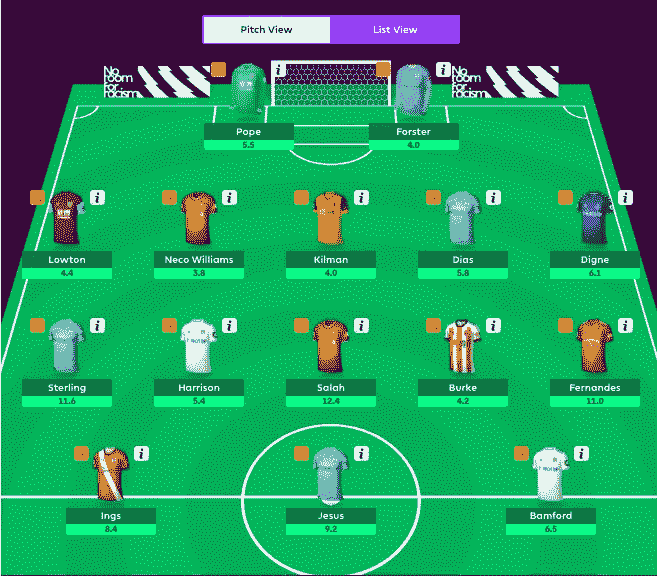 Pitch View
List View
No room for racism
No room for racism
Pope
5.5
Forster
4.0
Lowton
4.4
Neco Williams
3.8
Kilman
4.0
Dias
5.8
Digne
6.1
Sterling
11.6
Harrison
5.4
Salah
12.4
Burke
4.2
Fernandes
11.0
Ings
8.4
Jesus
9.2
Bamford
6.5